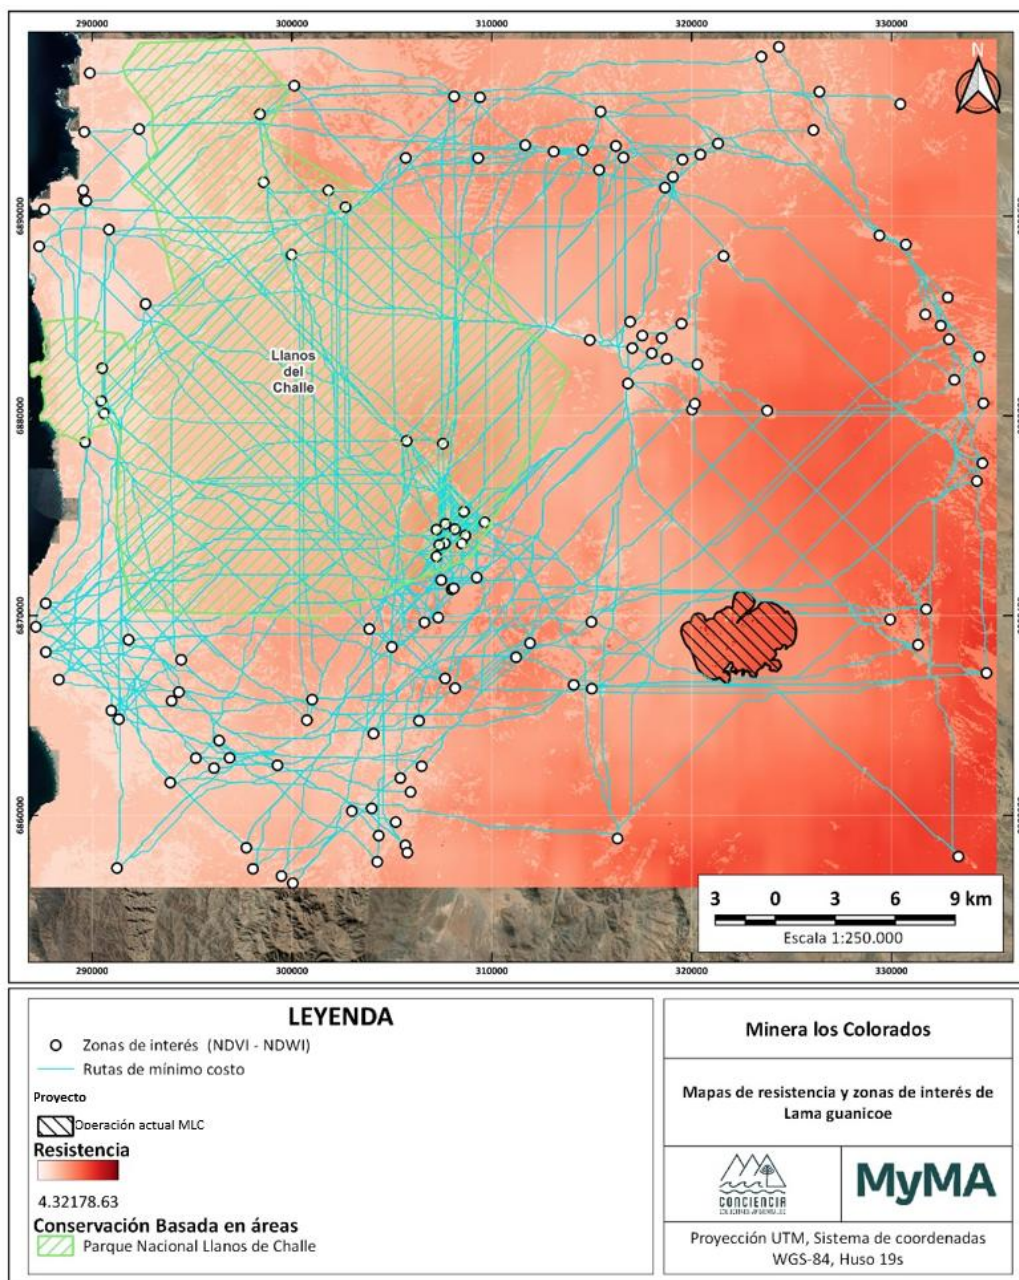 290000 300000 310000 320000 330000
N
6890000
6880000
6870000
6860000
Llanos
del
Challe
3 0 3 6 9 km
Escala 1:250.000
290000 300000 310000 320000 330000
LEYENDA
Zonas de interés (NDVI - NDWI)
Rutas de mínimo costo
Proyecto
Operación actual MLC
Resistencia
4.32178.63
Conservación Basada en áreas
Parque Nacional Llanos de Challe
Minera los Colorados
Mapas de resistencia y zonas de interés de
Lama guanicoe
CONCIENCIA
MyMA
Proyección UTM, Sistema de coordenadas
WGS-84, Huso 19s